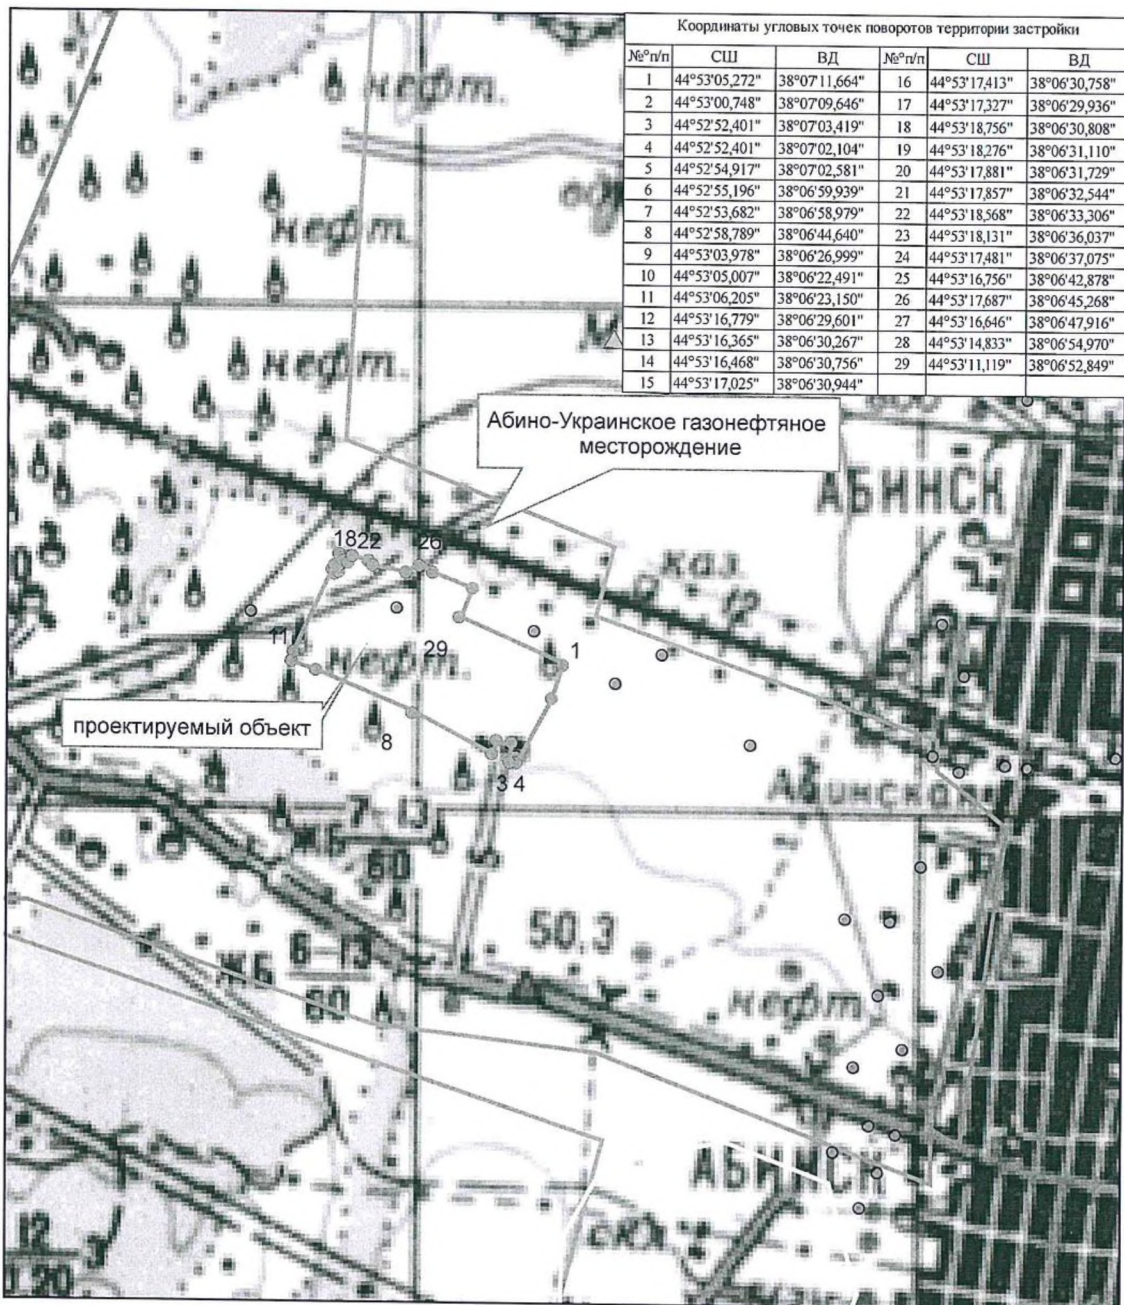 Координаты угловых точек поворотов территории застройки
№°п/п СШ ВД №°п/п СШ ВД
1 44°53'05,272" 38°07'11,664" 16 44°53'17,413" 38°06'30,758"
2 44°53'00,748" 38°07'09,646" 17 44°53'17,327" 38°06'29,936"
3 44°52'52,401" 38°07'03,419" 18 44°53'18,756" 38°06'30,808"
4 44°52'52,401" 38°07'02,104" 19 44°53'18,276" 38°06'31,110"
5 44°52'54,917" 38°07'02,581" 20 44°53'17,881" 38°06'31,729"
6 44°52'55,196" 38°06'59,939" 21 44°53'17,857" 38°06'32,544"
7 44°52'53,682" 38°06'58,979" 22 44°53'18,568" 38°06'33,306"
8 44°52'58,789" 38°06'44,640" 23 44°53'18,131" 38°06'36,037"
9 44°53'03,978" 38°06'26,999" 24 44°53'17,481" 38°06'37,075"
10 44°53'05,007" 38°06'22,491" 25 44°53'16,756" 38°06'42,878"
11 44°53'06,205" 38°06'23,150" 26 44°53'17,687" 38°06'45,268"
12 44°53'16,779" 38°06'29,601" 27 44°53'16,646" 38°06'47,916"
13 44°53'16,365" 38°06'30,267" 28 44°53'14,833" 38°06'54,970"
14 44°53'16,468" 38°06'30,756" 29 44°53'11,119" 38°06'52,849"
15 44°53'17,025" 38°06'30,944"
нефт.
нефт.
нефт.
Абино-Украинское газонефтяное
месторождение
АБИНСК
18 22 26
каз.
11 нефт. 29 1
проектируемый объект
8
3 4
Абинская
7-13
ЖБ
60
50.3
6-13
ЖБ
60
нефт.
АБИНСК
12